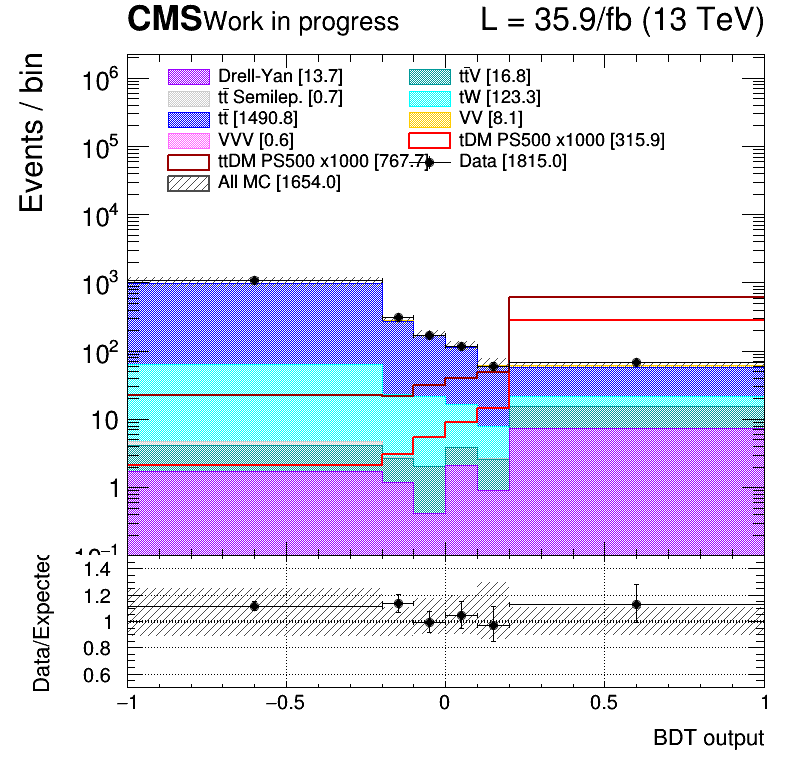 CMS Work in progress L = 35.9/fb (13 TeV)
Events / bin
Drell-Yan [13.7] tt̄V [16.8]
tt̄ Semilep. [0.7] tW [123.3]
tt̄ [1490.8] VV [8.1]
VVV [0.6] tDM PS500 x1000 [315.9]
ttDM PS500 x1000 [767.7] Data [1815.0]
All MC [1654.0]
10⁶
10⁵
10⁴
10³
10²
10
1
10⁻¹
Data/Expected
1.4
1.2
1
0.8
0.6
−1 −0.5 0 0.5 1
BDT output